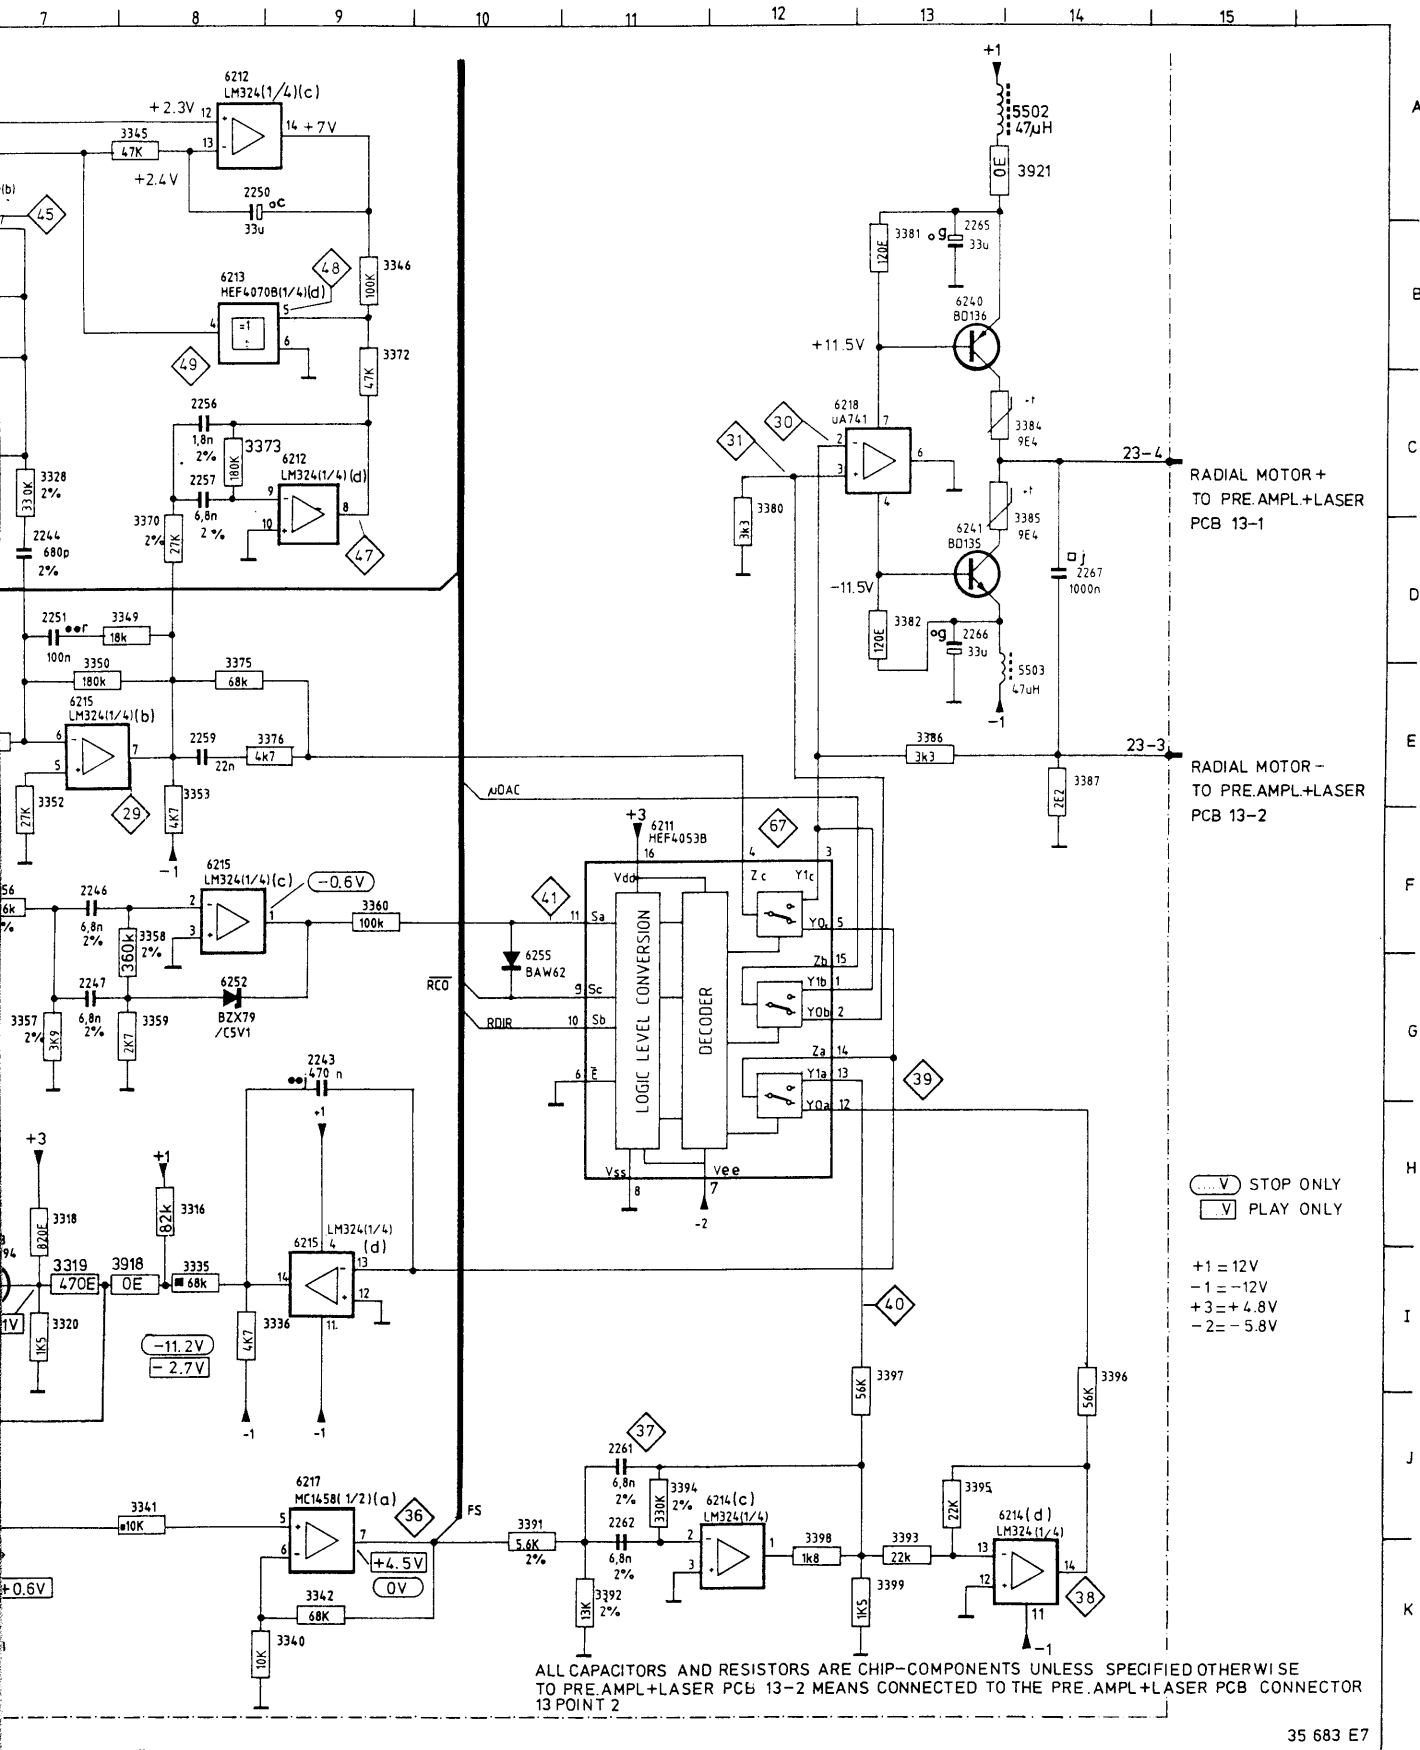 7 8 9 10 11 12 13 14 15
A
B
C
D
E
F
G
H
I
J
K
6212
LM324(1/4)(c)
+2.3V 12
14 +7V
13
3345
47K
+2.4V
2250
33u
45
3346
100K
48
6213
HEF4070B(1/4)(d)
5
4
=1
6
49
3372
47K
2256
1,8n
2%
3373
180K
6212
LM324(1/4)(d)
2257
6,8n
2%
9
8
10
47
3328
33.0K
2%
3370
2%
27K
2244
680p
2%
2251
100n
3349
18k
3350
180k
3375
68k
6215
LM324(1/4)(b)
6
7
5
2259
22n
3376
4k7
3352
27K
29
3353
4K7
-1
6215
LM324(1/4)(c)
-0.6V
56
6k
%
2246
6,8n
2%
2
1
3
3358
2%
360k
3360
100k
2247
6,8n
2%
6252
BZX79
/C5V1
3357
2%
3K9
3359
2K7
2243
470 n
+1
+3
+1
3318
820E
3316
82k
LM324(1/4)
(d)
6215
4
13
14
12
11
94
3319
470E
3918
0E
3335
68k
1V
3320
1K5
3336
4K7
-11.2V
-2.7V
-1
-1
6217
MC1458(1/2)(a)
36
FS
3341
10K
5
7
6
+4.5V
0V
+0.6V
3342
68K
3340
10K
+1
5502
47µH
0E
3921
3381
120E
g
2265
33u
6240
BD136
+11.5V
3384
9E4
6218
uA741
30
31
7
2
6
3
4
3380
3k3
23-4
RADIAL MOTOR+
TO PRE.AMPL.+LASER
PCB 13-1
3385
9E4
6241
BD135
-11.5V
j
2267
1000n
3382
120E
g
2266
33u
5503
47uH
-1
3386
3k3
23-3
RADIAL MOTOR-
TO PRE.AMPL.+LASER
PCB 13-2
3387
2E2
µDAC
+3
6211
HEF4053B
67
16
4
3
Vdd
Zc
Y1c
41
11 Sa
Y0c 5
6255
BAW62
Zb 15
RCO
9 Sc
Y1b 1
RDIR
10 Sb
Y0b 2
LOGIC LEVEL CONVERSION
DECODER
Za 14
6 E
Y1a 13
39
Y0a 12
Vss
Vee
8
7
-2
....V STOP ONLY
...V PLAY ONLY
+1 = 12V
-1 = -12V
+3 = +4.8V
-2 = -5.8V
40
3397
56K
3396
56K
37
2261
6,8n
2%
3394
2%
330K
3395
22K
3391
5.6K
2%
2262
6,8n
2%
6214(c)
LM324(1/4)
2
1
3
3398
1k8
3393
22k
6214(d)
LM324(1/4)
13
14
12
11
38
-1
3392
2%
13K
3399
1K5
ALL CAPACITORS AND RESISTORS ARE CHIP-COMPONENTS UNLESS SPECIFIED OTHERWISE
TO PRE.AMPL+LASER PCB 13-2 MEANS CONNECTED TO THE PRE.AMPL+LASER PCB CONNECTOR
13 POINT 2
35 683 E7